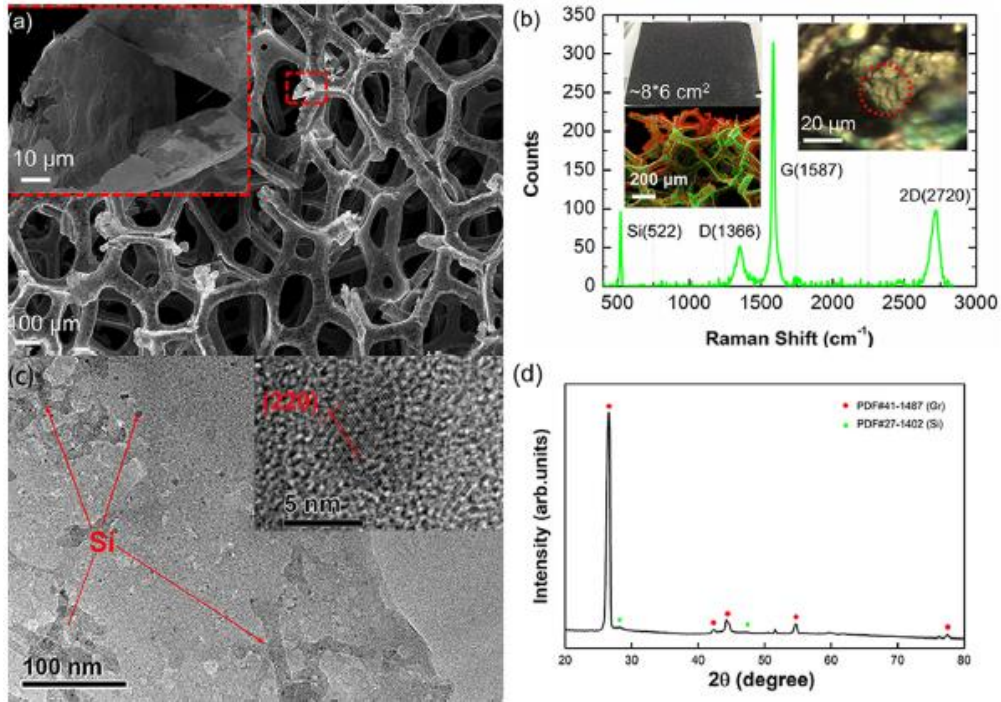 (a)
10 µm
100 µm
(b)
350
300
250
200
150
100
50
0
Counts
~8*6 cm²
200 µm
20 µm
G(1587)
2D(2720)
Si(522)
D(1366)
500
1000
1500
2000
2500
3000
Raman Shift (cm⁻¹)
(c)
(220)
5 nm
Si
100 nm
(d)
PDF#41-1487 (Gr)
PDF#27-1402 (Si)
Intensity (arb.units)
20
30
40
50
60
70
80
2θ (degree)